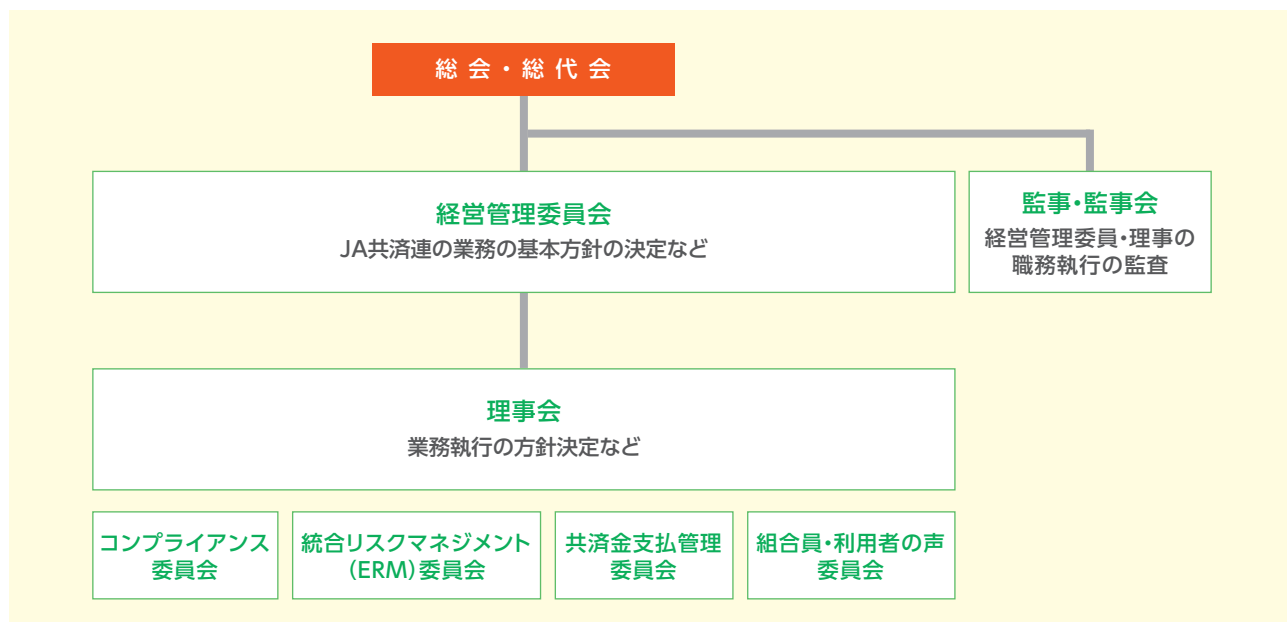 総会・総代会
経営管理委員会
JA共済連の業務の基本方針の決定など
監事・監事会
経営管理委員・理事の
職務執行の監査
理事会
業務執行の方針決定など
コンプライアンス
委員会
統合リスクマネジメント
(ERM)委員会
共済金支払管理
委員会
組合員・利用者の声
委員会